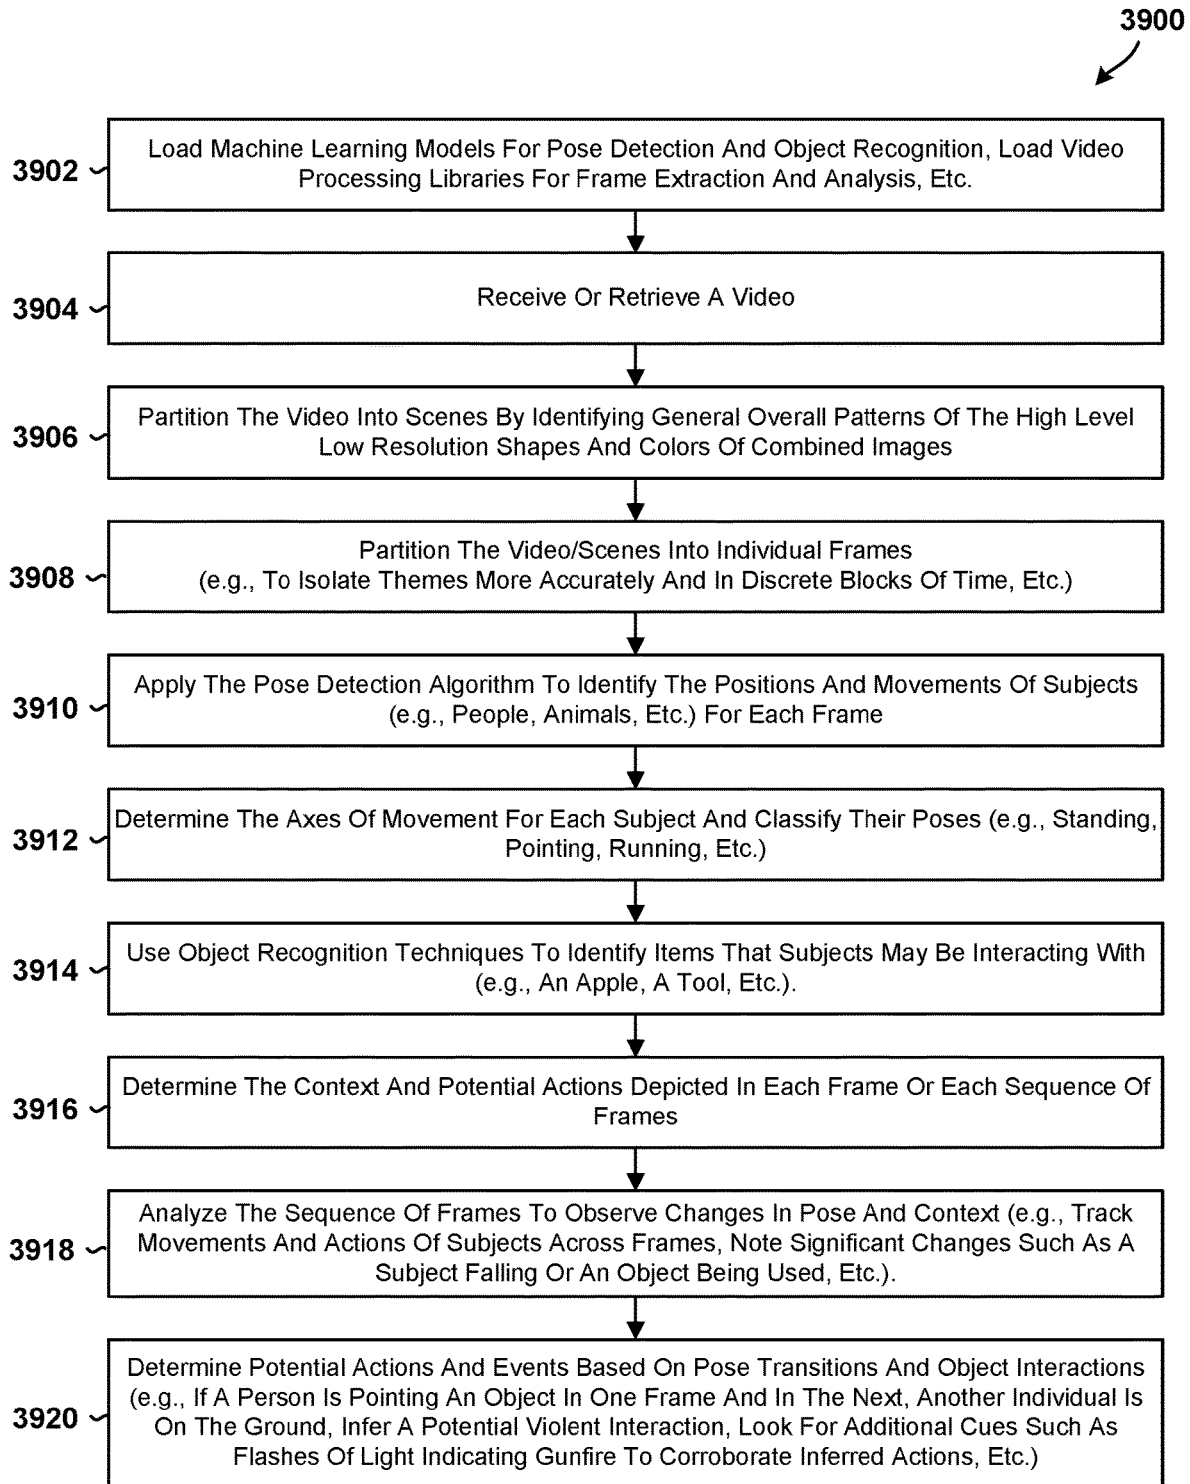 3900
3902
Load Machine Learning Models For Pose Detection And Object Recognition, Load Video
Processing Libraries For Frame Extraction And Analysis, Etc.
3904
Receive Or Retrieve A Video
3906
Partition The Video Into Scenes By Identifying General Overall Patterns Of The High Level
Low Resolution Shapes And Colors Of Combined Images
3908
Partition The Video/Scenes Into Individual Frames
(e.g., To Isolate Themes More Accurately And In Discrete Blocks Of Time, Etc.)
3910
Apply The Pose Detection Algorithm To Identify The Positions And Movements Of Subjects
(e.g., People, Animals, Etc.) For Each Frame
3912
Determine The Axes Of Movement For Each Subject And Classify Their Poses (e.g., Standing,
Pointing, Running, Etc.)
3914
Use Object Recognition Techniques To Identify Items That Subjects May Be Interacting With
(e.g., An Apple, A Tool, Etc.).
3916
Determine The Context And Potential Actions Depicted In Each Frame Or Each Sequence Of
Frames
3918
Analyze The Sequence Of Frames To Observe Changes In Pose And Context (e.g., Track
Movements And Actions Of Subjects Across Frames, Note Significant Changes Such As A
Subject Falling Or An Object Being Used, Etc.).
3920
Determine Potential Actions And Events Based On Pose Transitions And Object Interactions
(e.g., If A Person Is Pointing An Object In One Frame And In The Next, Another Individual Is
On The Ground, Infer A Potential Violent Interaction, Look For Additional Cues Such As
Flashes Of Light Indicating Gunfire To Corroborate Inferred Actions, Etc.)